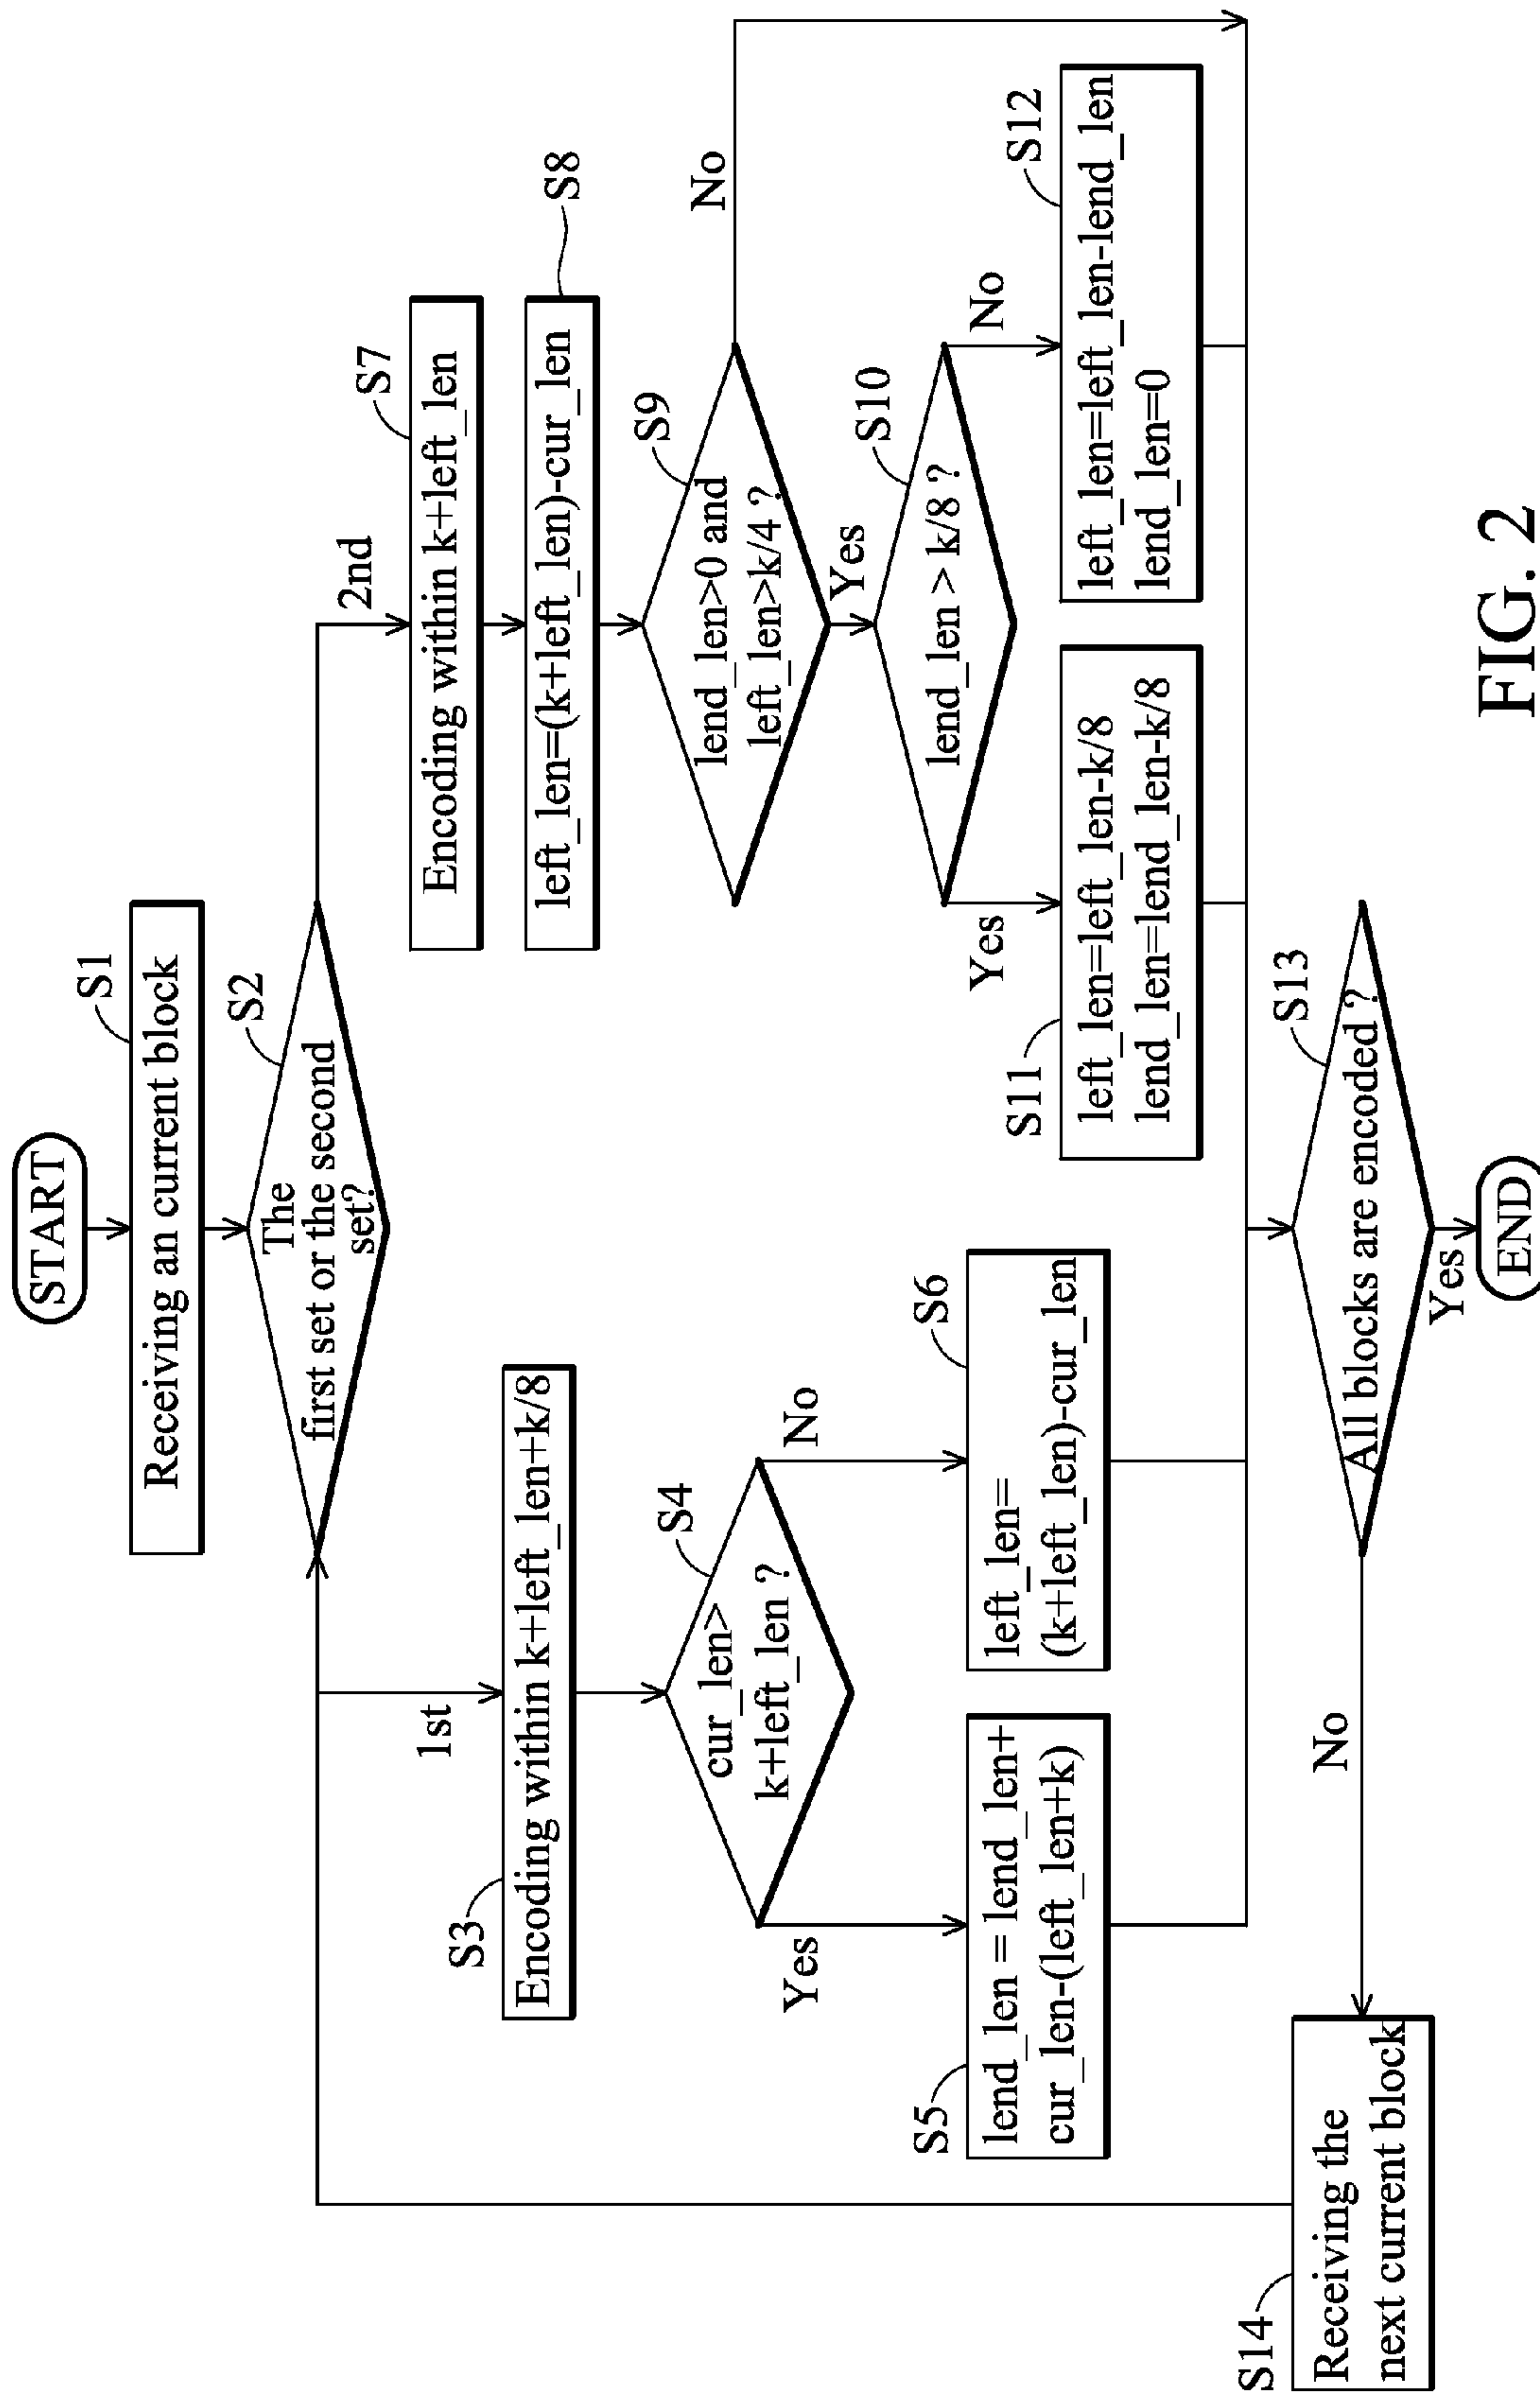 START
S1
Receiving an current block
S2
The
first set or the second
set?
1st
2nd
S3
Encoding within k+left_len+k/8
S7
Encoding within k+left_len
S4
cur_len>
k+left_len ?
S8
left_len=(k+left_len)-cur_len
S9
lend_len>0 and
left_len>k/4 ?
No
Yes
Yes
No
S10
lend_len > k/8 ?
S5
lend_len = lend_len+
cur_len-(left_len+k)
S6
left_len=
(k+left_len)-cur_len
Yes
No
S11
left_len=left_len-k/8
lend_len=lend_len-k/8
S12
left_len=left_len-lend_len
lend_len=0
S13
All blocks are encoded ?
No
Yes
S14
Receiving the
next current block
END
FIG. 2